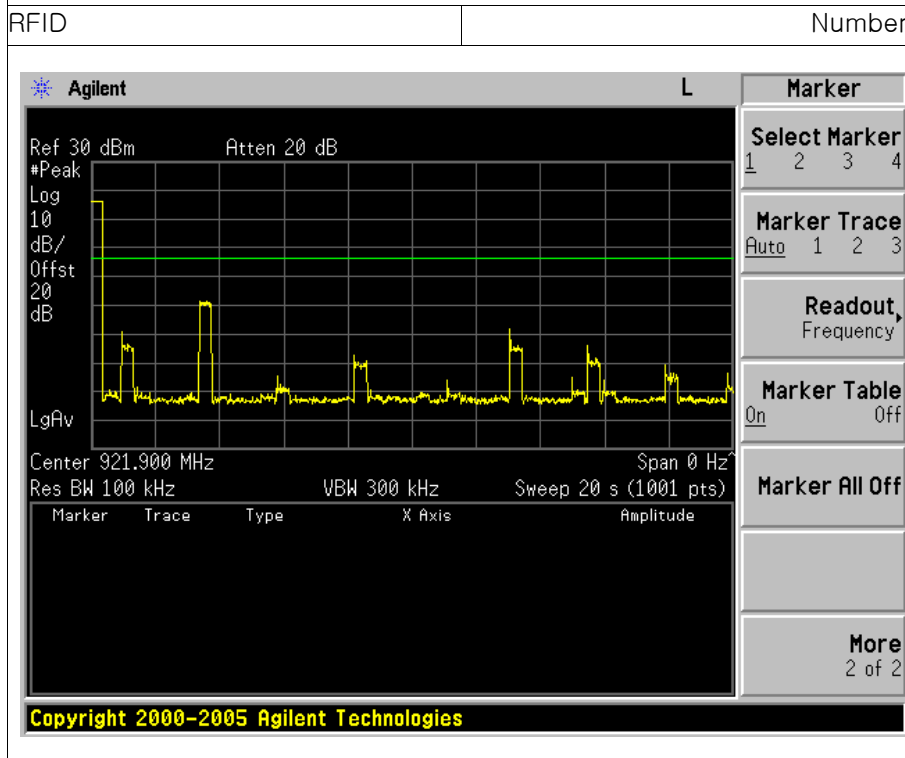 RFID Number
Agilent L
Marker
Ref 30 dBm Atten 20 dB
#Peak
Log
10
dB/
Offst
20
dB
LgAv
Center 921.900 MHz Span 0 Hz^
Res BW 100 kHz VBW 300 kHz Sweep 20 s (1001 pts)
Marker Trace Type X Axis Amplitude
Select Marker
1 2 3 4
Marker Trace
Auto 1 2 3
Readout
Frequency
Marker Table
On Off
Marker All Off
More
2 of 2
Copyright 2000-2005 Agilent Technologies